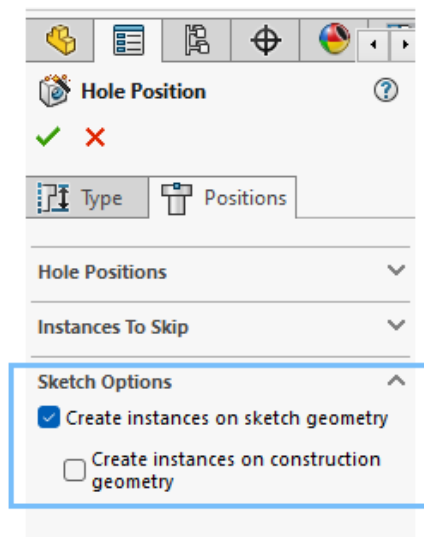 Hole Position
Type
Positions
Hole Positions
Instances To Skip
Sketch Options
Create instances on sketch geometry
Create instances on construction
geometry